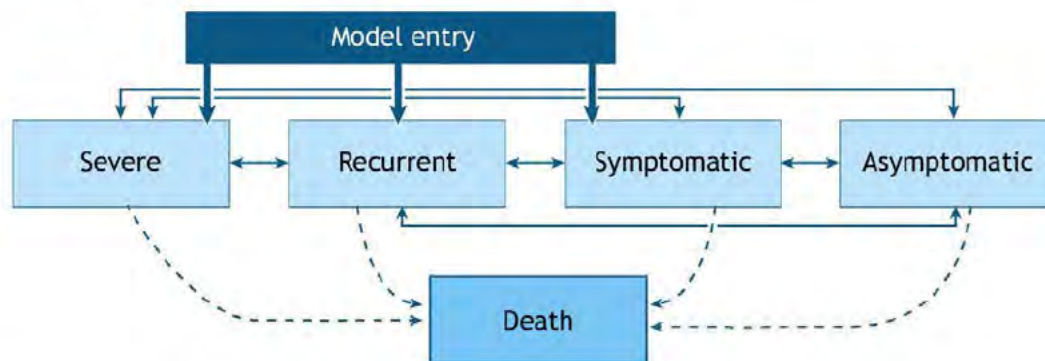 Model entry
Severe
Recurrent
Symptomatic
Asymptomatic
Death